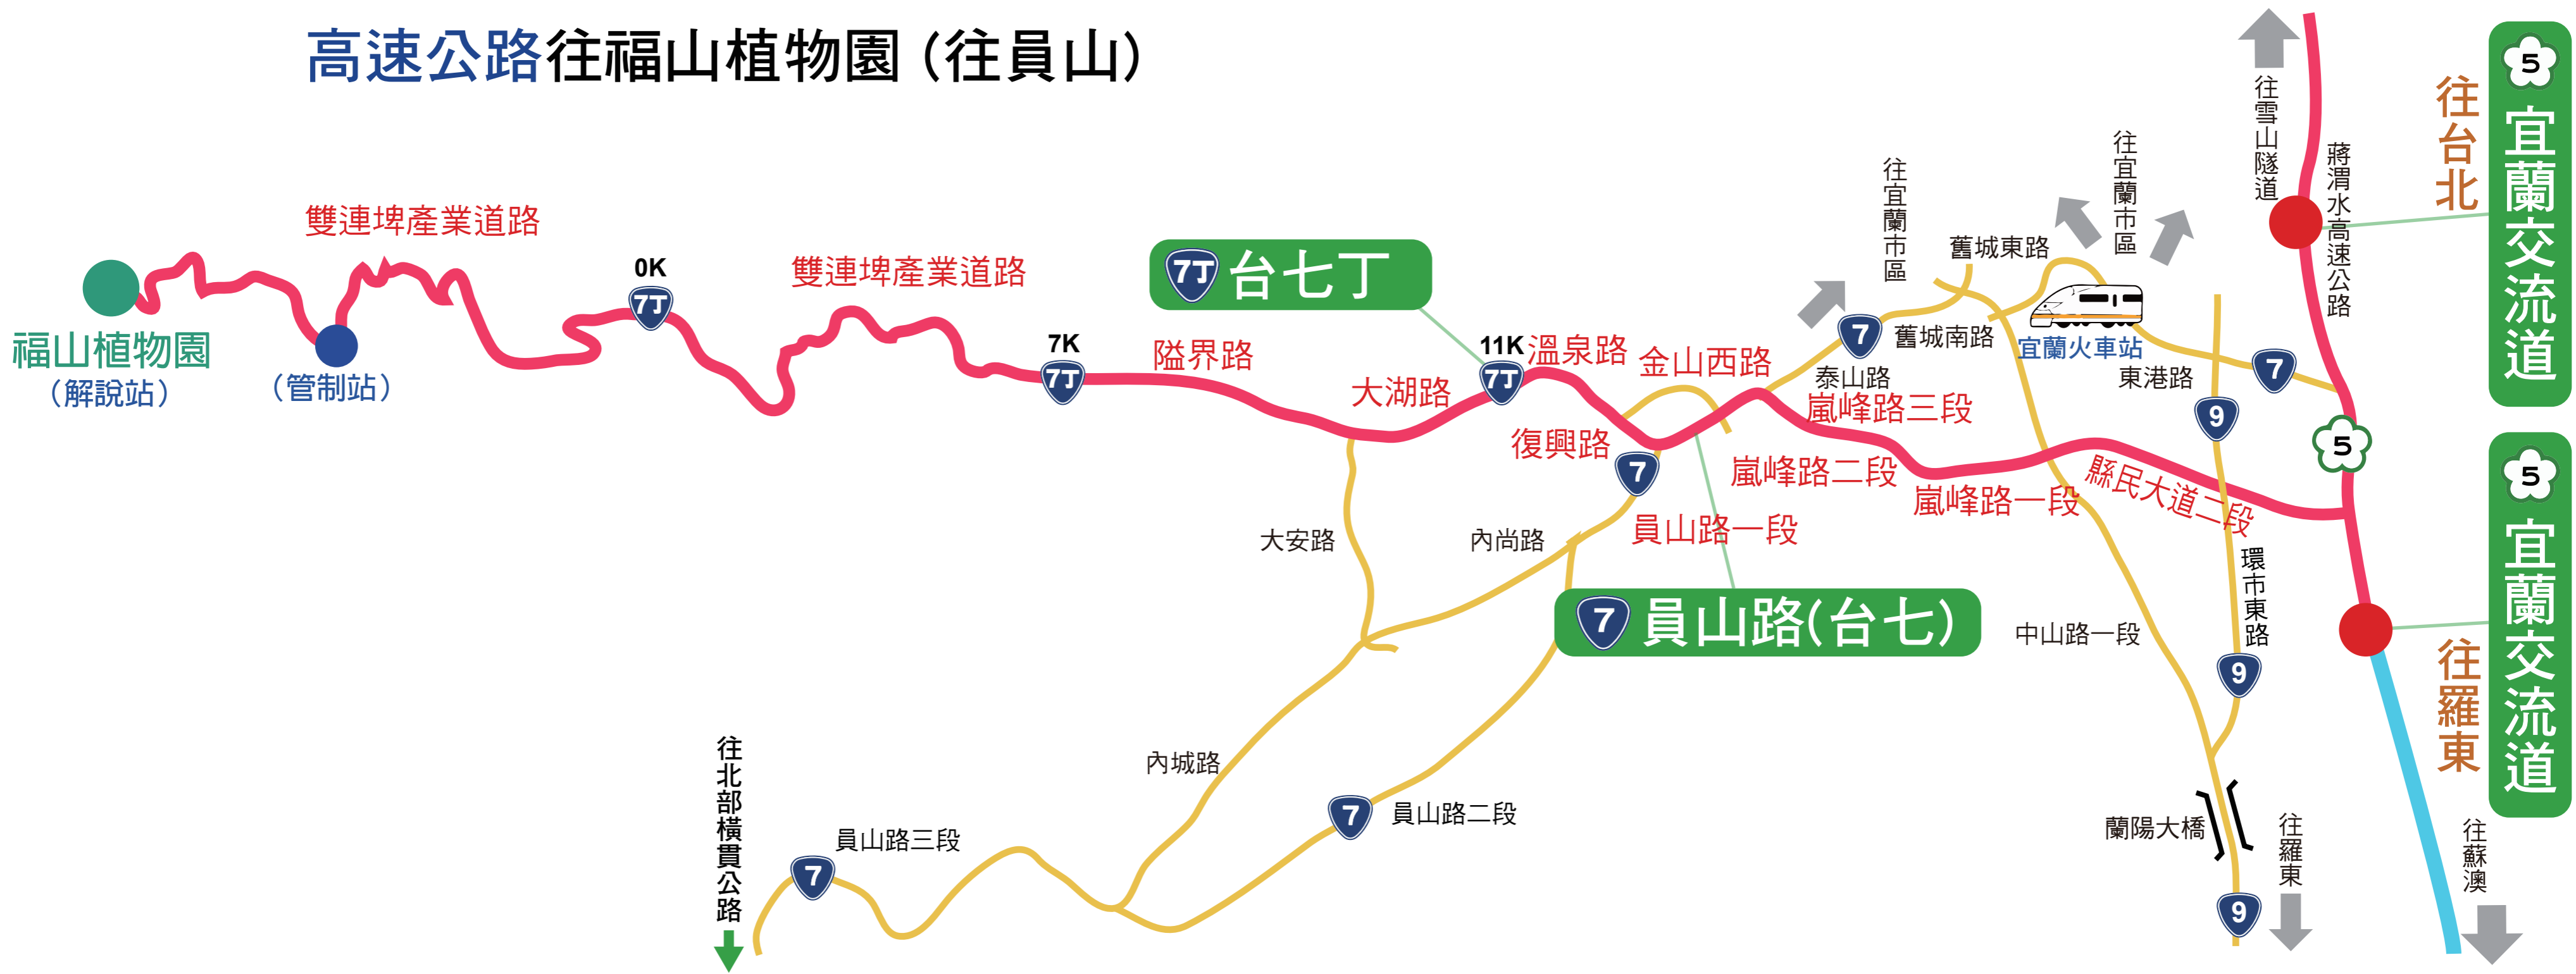 高速公路往福山植物園(往員山)
5
宜蘭交流道
往台北
往雪山隧道
蔣渭水高速公路
往宜蘭市區
往宜蘭市區
舊城東路
雙連埤產業道路
0K
7丁
雙連埤產業道路
7丁 台七丁
7K
7丁
隘界路
大湖路
11K
7丁
溫泉路
金山西路
7
舊城南路
泰山路
宜蘭火車站
東港路
7
福山植物園
(解說站)
(管制站)
9
嵐峰路三段
復興路
7
嵐峰路二段
嵐峰路一段
縣民大道二段
5
5
宜蘭交流道
往羅東
大安路
內尚路
員山路一段
環市東路
7 員山路(台七)
中山路一段
9
往北部橫貫公路
內城路
7
員山路二段
員山路三段
7
蘭陽大橋
往羅東
往蘇澳
9